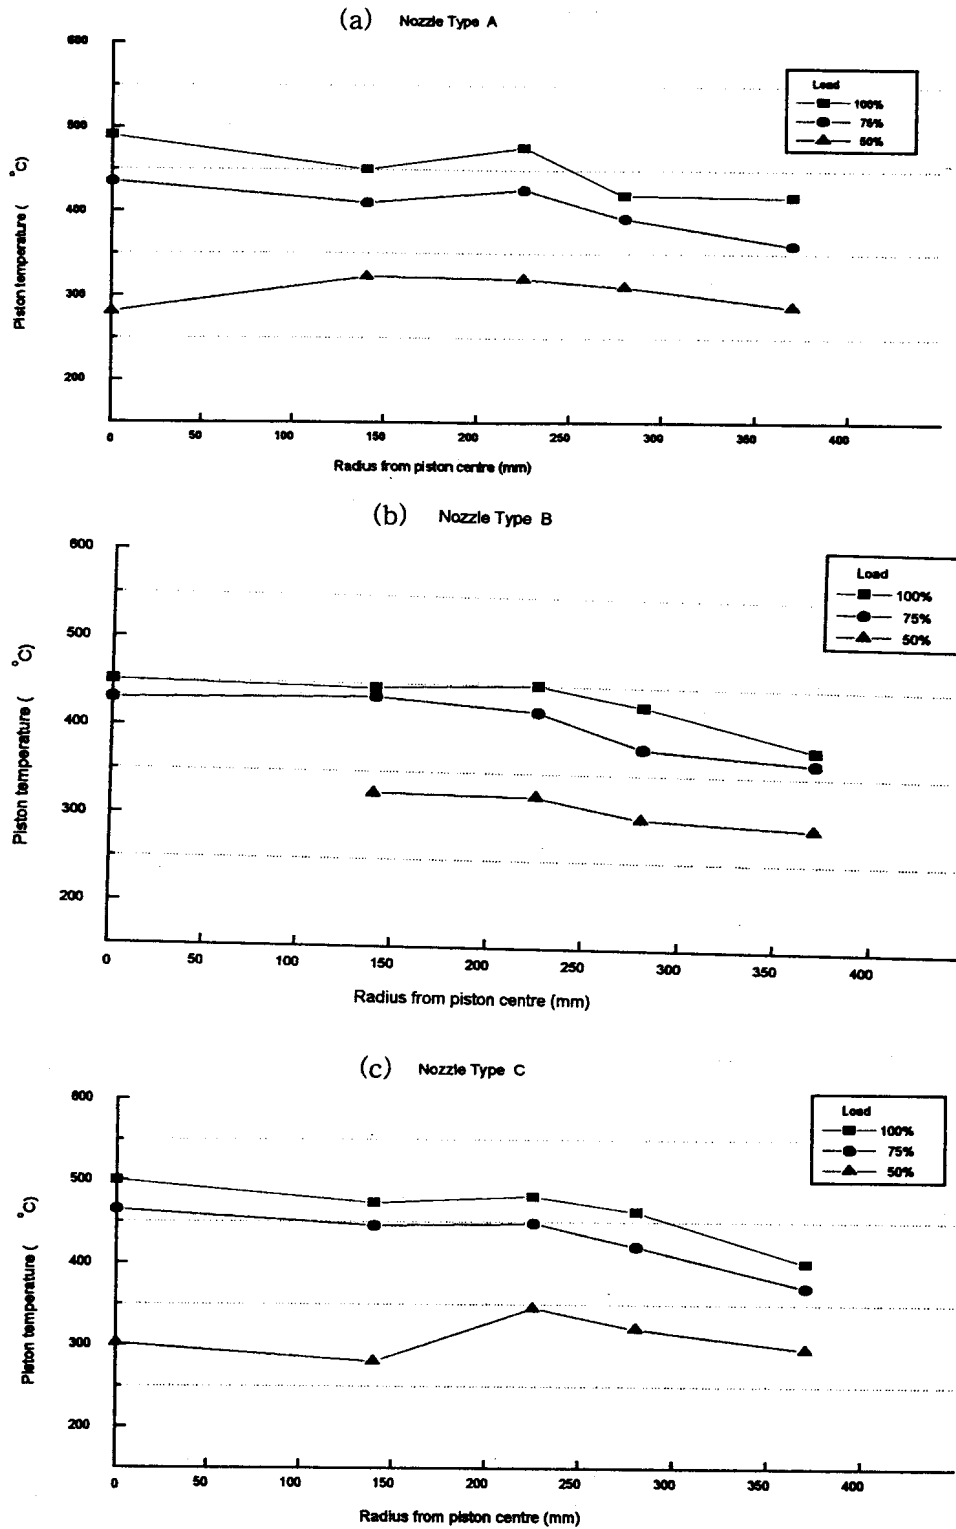 (a) Nozzle Type A
600
500
400
300
200
Piston temperature ( °C)
Load
100%
75%
50%
0 50 100 150 200 250 300 350 400
Radius from piston centre (mm)
(b) Nozzle Type B
600
500
400
300
200
Piston temperature ( °C)
Load
100%
75%
50%
0 50 100 150 200 250 300 350 400
Radius from piston centre (mm)
(c) Nozzle Type C
600
500
400
300
200
Piston temperature ( °C)
Load
100%
75%
50%
0 50 100 150 200 250 300 350 400
Radius from piston centre (mm)